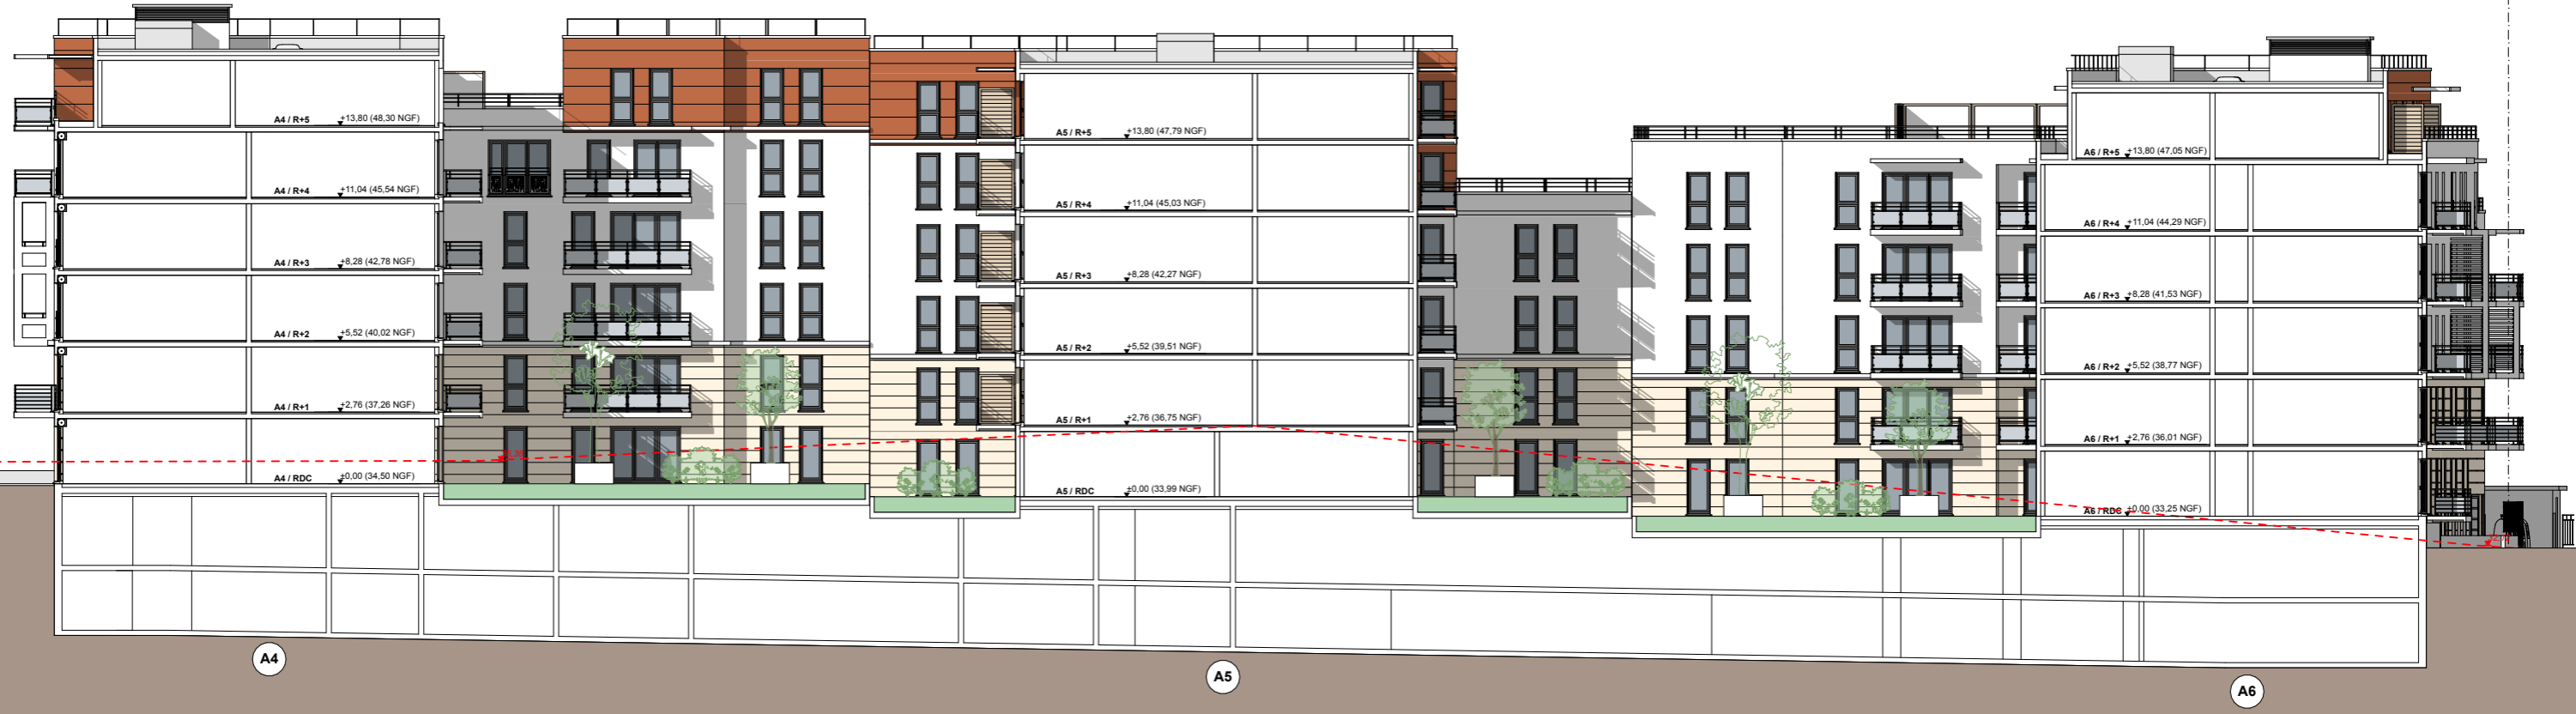 A4 / R+5 +13,80 (48,30 NGF)
A4 / R+4 +11,04 (45,54 NGF)
A4 / R+3 +8,28 (42,78 NGF)
A4 / R+2 +5,52 (40,02 NGF)
A4 / R+1 +2,76 (37,26 NGF)
A4 / RDC ±0,00 (34,50 NGF)
A5 / R+5 +13,80 (47,79 NGF)
A5 / R+4 +11,04 (45,03 NGF)
A5 / R+3 +8,28 (42,27 NGF)
A5 / R+2 +5,52 (39,51 NGF)
A5 / R+1 +2,76 (36,75 NGF)
A5 / RDC ±0,00 (33,99 NGF)
A6 / R+5 +13,80 (47,05 NGF)
A6 / R+4 +11,04 (44,29 NGF)
A6 / R+3 +8,28 (41,53 NGF)
A6 / R+2 +5,52 (38,77 NGF)
A6 / R+1 +2,76 (36,01 NGF)
A6 / RDC ±0,00 (33,25 NGF)
A4
A5
A6